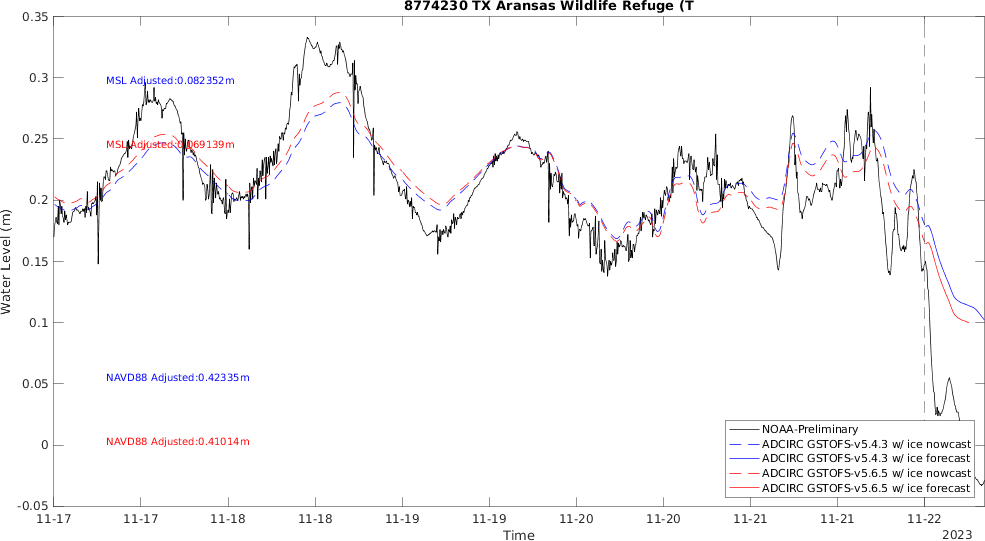 8774230 TX Aransas Wildlife Refuge (T
0.35
0.3
0.25
0.2
0.15
0.1
0.05
0
-0.05
Water Level (m)
MSL Adjusted:0.082352m
MSL Adjusted:0.069139m
NAVD88 Adjusted:0.42335m
NAVD88 Adjusted:0.41014m
NOAA-Preliminary
ADCIRC GSTOFS-v5.4.3 w/ ice nowcast
ADCIRC GSTOFS-v5.4.3 w/ ice forecast
ADCIRC GSTOFS-v5.6.5 w/ ice nowcast
ADCIRC GSTOFS-v5.6.5 w/ ice forecast
11-17 11-17 11-18 11-18 11-19 11-19 11-20 11-20 11-21 11-21 11-22
Time
2023